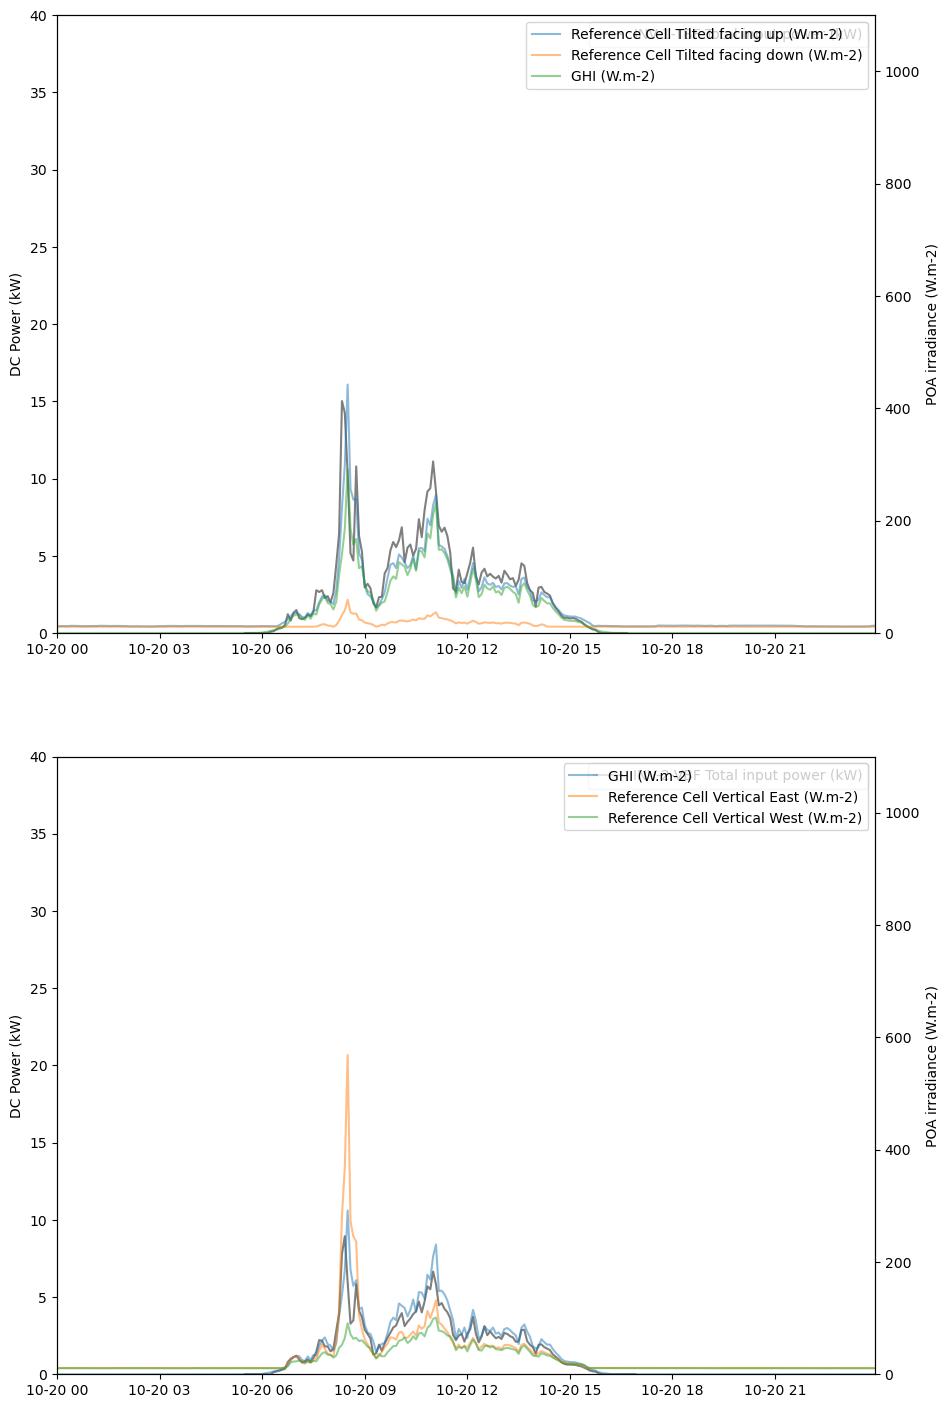 40
35
30
25
20
15
10
5
0
DC Power (kW)
Reference Cell Tilted facing up (W.m-2)
Reference Cell Tilted facing down (W.m-2)
GHI (W.m-2)
1000
800
600
400
200
0
POA irradiance (W.m-2)
10-20 00 10-20 03 10-20 06 10-20 09 10-20 12 10-20 15 10-20 18 10-20 21
40
35
30
25
20
15
10
5
0
DC Power (kW)
GHI (W.m-2) Total input power (kW)
Reference Cell Vertical East (W.m-2)
Reference Cell Vertical West (W.m-2)
1000
800
600
400
200
0
POA irradiance (W.m-2)
10-20 00 10-20 03 10-20 06 10-20 09 10-20 12 10-20 15 10-20 18 10-20 21